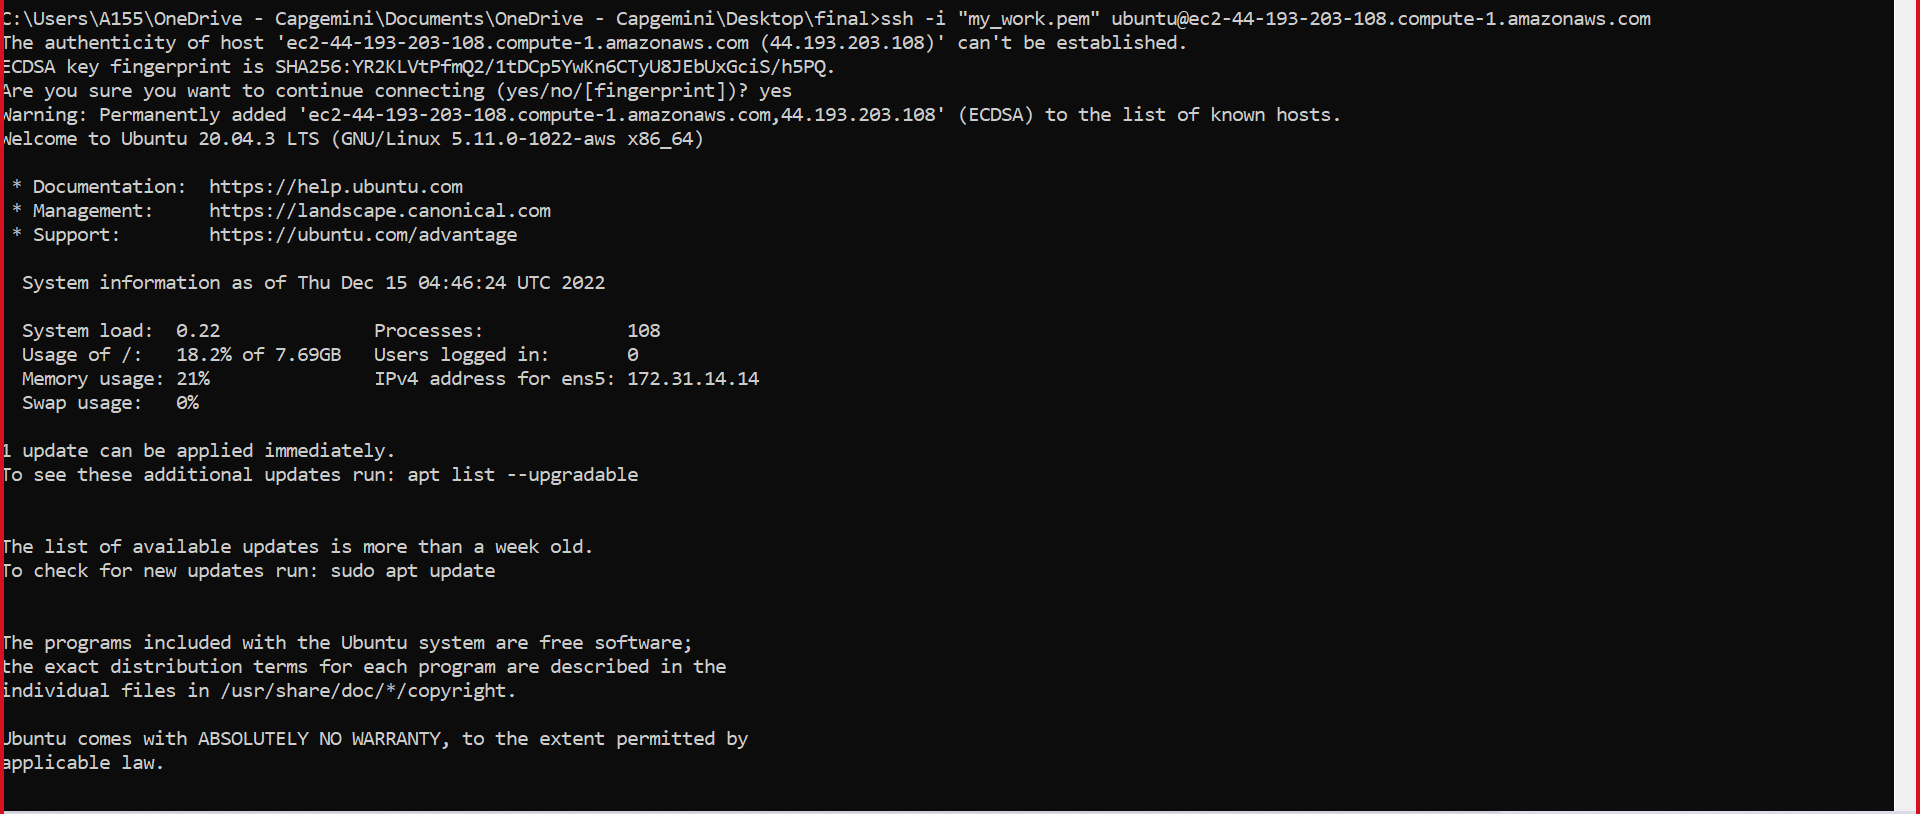 C:\Users\A155\OneDrive - Capgemini\Documents\OneDrive - Capgemini\Desktop\final>ssh -i "my_work.pem" ubuntu@ec2-44-193-203-108.compute-1.amazonaws.com
The authenticity of host 'ec2-44-193-203-108.compute-1.amazonaws.com (44.193.203.108)' can't be established.
ECDSA key fingerprint is SHA256:YR2KLVtPfmQ2/1tDCp5YwKn6CTyU8JEbUxGciS/h5PQ.
Are you sure you want to continue connecting (yes/no/[fingerprint])? yes
Warning: Permanently added 'ec2-44-193-203-108.compute-1.amazonaws.com,44.193.203.108' (ECDSA) to the list of known hosts.
Welcome to Ubuntu 20.04.3 LTS (GNU/Linux 5.11.0-1022-aws x86_64)
* Documentation:  https://help.ubuntu.com
* Management:     https://landscape.canonical.com
* Support:        https://ubuntu.com/advantage
System information as of Thu Dec 15 04:46:24 UTC 2022
System load:  0.22              Processes:             108
Usage of /:   18.2% of 7.69GB   Users logged in:       0
Memory usage: 21%               IPv4 address for ens5: 172.31.14.14
Swap usage:   0%
1 update can be applied immediately.
To see these additional updates run: apt list --upgradable
The list of available updates is more than a week old.
To check for new updates run: sudo apt update
The programs included with the Ubuntu system are free software;
the exact distribution terms for each program are described in the
individual files in /usr/share/doc/*/copyright.
Ubuntu comes with ABSOLUTELY NO WARRANTY, to the extent permitted by
applicable law.